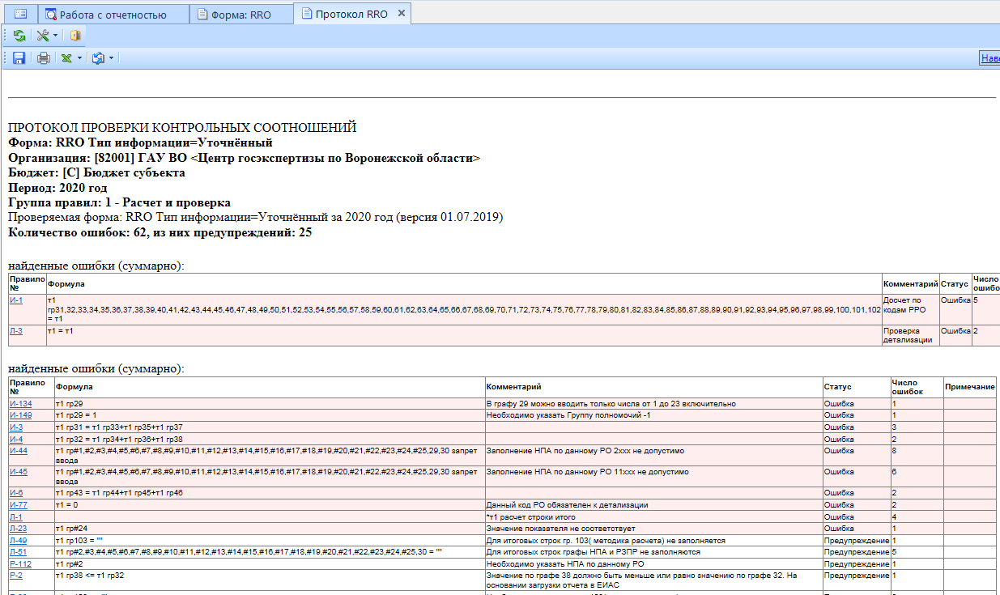 Работа с отчетностью
Форма: RRO
Протокол RRO
Наве
ПРОТОКОЛ ПРОВЕРКИ КОНТРОЛЬНЫХ СООТНОШЕНИЙ
Форма: RRO Тип информации=Уточнённый
Организация: [82001] ГАУ ВО <Центр госэкспертизы по Воронежской области>
Бюджет: [С] Бюджет субъекта
Период: 2020 год
Группа правил: 1 - Расчет и проверка
Проверяемая форма: RRO Тип информации=Уточнённый за 2020 год (версия 01.07.2019)
Количество ошибок: 62, из них предупреждений: 25
найденные ошибки (суммарно):
Правило № Формула Комментарий Статус Число ошибо
И-1 т1 гр31,32,33,34,35,36,37,38,39,40,41,42,43,44,45,46,47,48,49,50,51,52,53,54,55,56,57,58,59,60,61,62,63,64,65,66,67,68,69,70,71,72,73,74,75,76,77,78,79,80,81,82,83,84,85,86,87,88,89,90,91,92,93,94,95,96,97,98,99,100,101,102 = т1 Досчет по кодам РРО Ошибка 5
Л-3 т1 = т1 Проверка детализации Ошибка 2
найденные ошибки (суммарно):
Правило № Формула Комментарий Статус Число ошибок Примечание
И-134 т1 гр29 В графу 29 можно вводить только числа от 1 до 23 включительно Ошибка 1
И-149 т1 гр29 = 1 Необходимо указать Группу полномочий -1 Ошибка 1
И-3 т1 гр31 = т1 гр33+т1 гр35+т1 гр37 Ошибка 3
И-4 т1 гр32 = т1 гр34+т1 гр36+т1 гр38 Ошибка 2
И-44 т1 гр#1,#2,#3,#4,#5,#6,#7,#8,#9,#10,#11,#12,#13,#14,#15,#16,#17,#18,#19,#20,#21,#22,#23,#24,#25,29,30 запрет ввода Заполнение НПА по данному РО 2xxx не допустимо Ошибка 8
И-45 т1 гр#1,#2,#3,#4,#5,#6,#7,#8,#9,#10,#11,#12,#13,#14,#15,#16,#17,#18,#19,#20,#21,#22,#23,#24,#25,29,30 запрет ввода Заполнение НПА по данному РО 11xxx не допустимо Ошибка 6
И-6 т1 гр43 = т1 гр44+т1 гр45+т1 гр46 Ошибка 2
И-77 т1 = 0 Данный код РО обязателен к детализации Ошибка 2
Л-1 *т1 расчет строки итого Ошибка 4
Л-23 т1 гр#24 Значение показателя не соответствует Ошибка 1
Л-49 т1 гр103 = "" Для итоговых строк гр. 103( методика расчета) не заполняется Предупреждение 1
Л-51 т1 гр#2,#3,#4,#5,#6,#7,#8,#9,#10,#11,#12,#13,#14,#15,#16,#17,#18,#19,#20,#21,#22,#23,#24,#25,30 = "" Для итоговых строк графы НПА и РЗПР не заполняются Предупреждение 5
Р-112 т1 гр#2 Необходимо указать НПА по данному РО Предупреждение 1
Р-2 т1 гр38 <= т1 гр32 Значение по графе 38 должно быть меньше или равно значению по графе 32. На основании загрузки отчета в ЕИАС Предупреждение 1